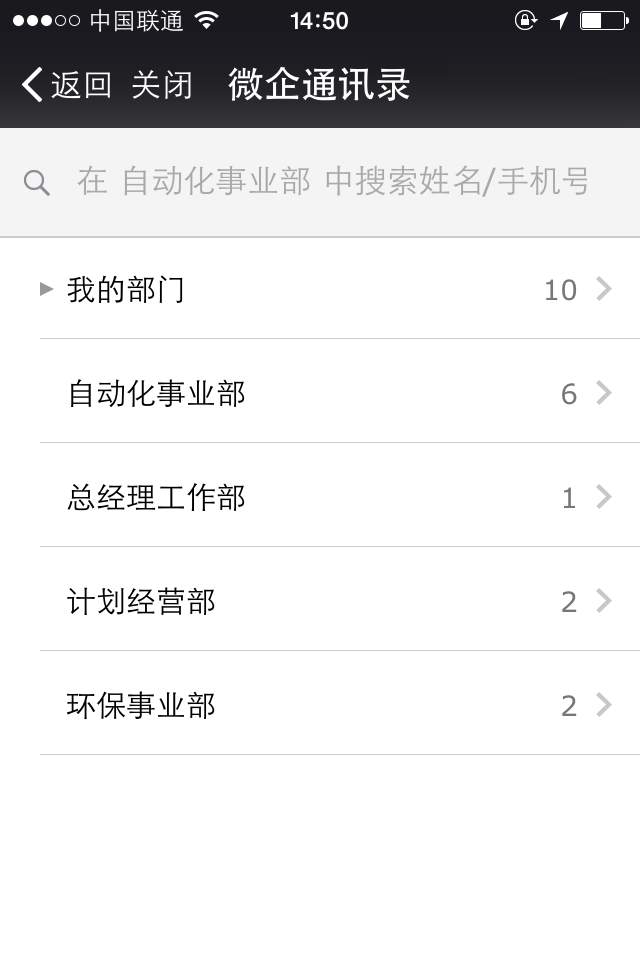 中国联通 14:50
返回 关闭 微企通讯录
在 自动化事业部 中搜索姓名/手机号
我的部门 10
自动化事业部 6
总经理工作部 1
计划经营部 2
环保事业部 2